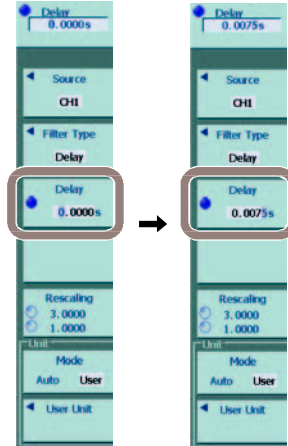 Delay
0.0000s
Source
CH1
Filter Type
Delay
Delay
0.0000s
Rescaling
3.0000
1.0000
Unit
Mode
Auto User
User Unit
Delay
0.0075s
Source
CH1
Filter Type
Delay
Delay
0.0075s
Rescaling
3.0000
1.0000
Unit
Mode
Auto User
User Unit